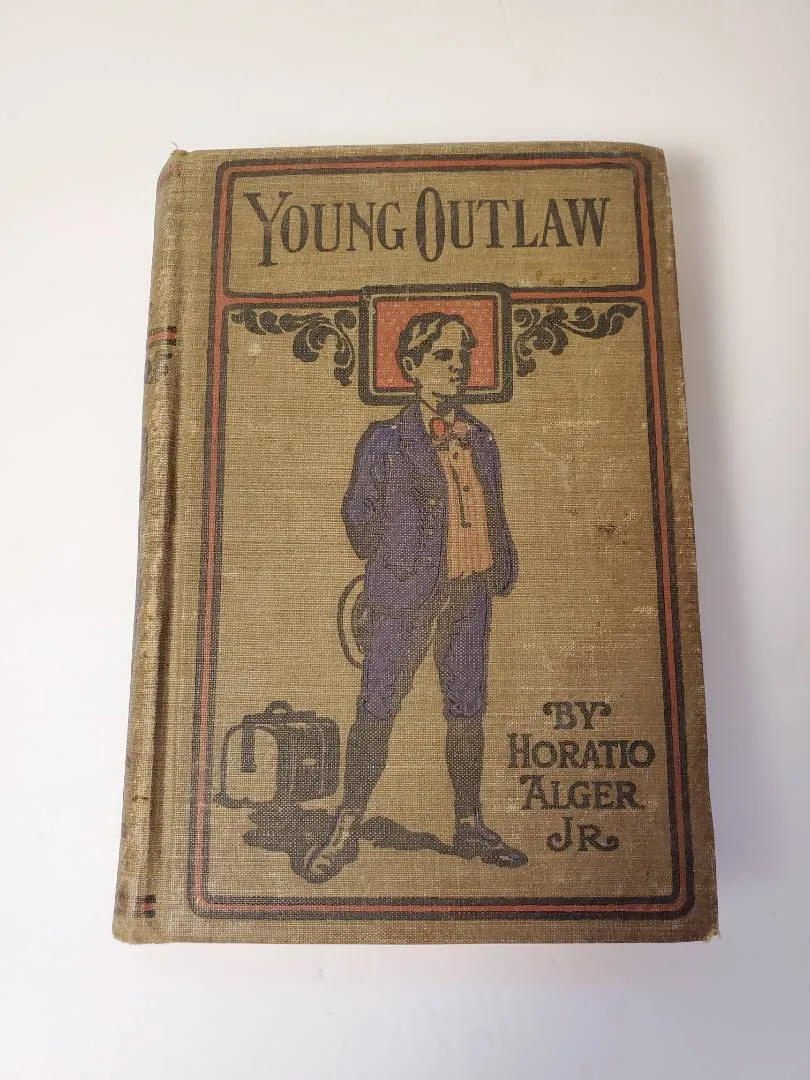 YOUNG OUTLAW
BY
HORATIO
ALGER
JR.